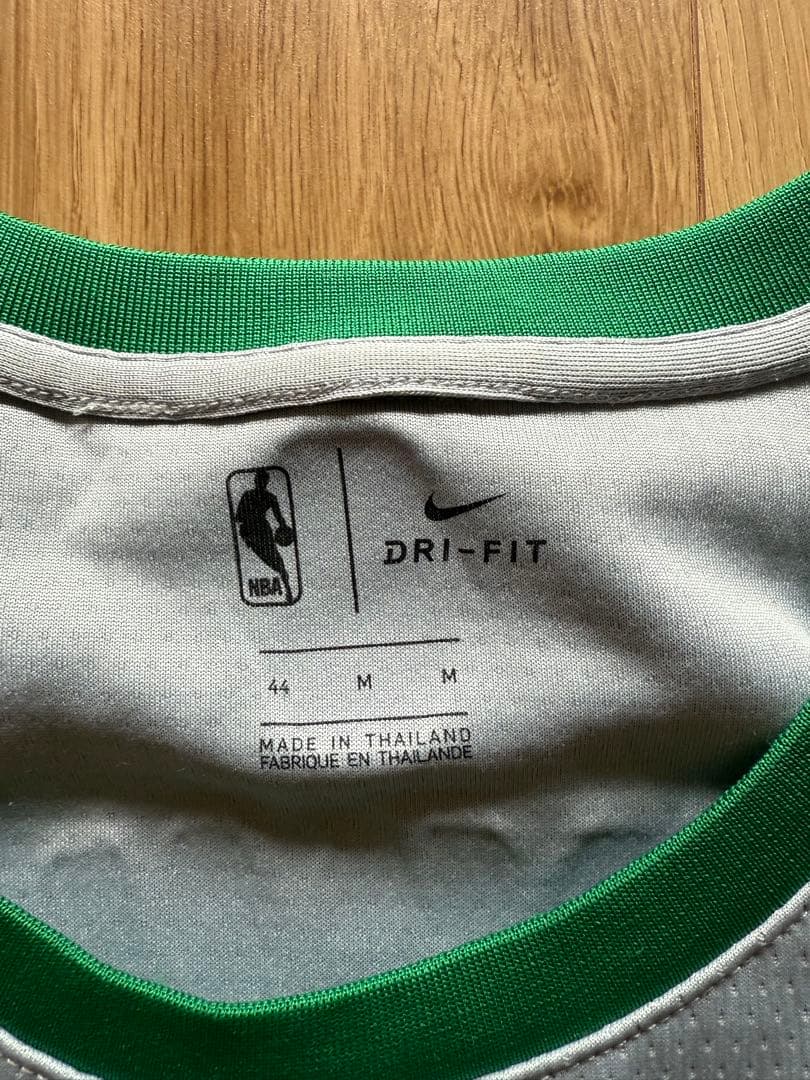 NBA
DRI-FIT
44 M M
MADE IN THAILAND
FABRIQUE EN THAILANDE